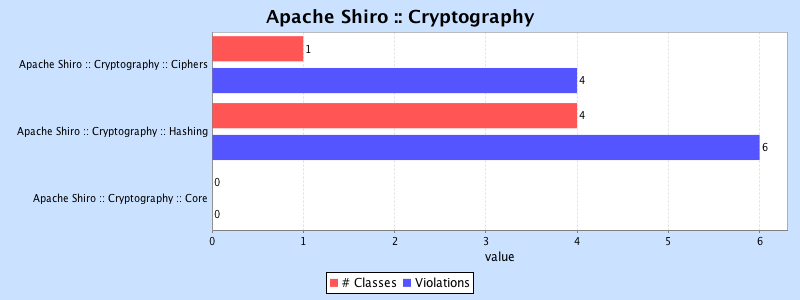 Apache Shiro :: Cryptography
Apache Shiro :: Cryptography :: Ciphers
1
4
Apache Shiro :: Cryptography :: Hashing
4
6
Apache Shiro :: Cryptography :: Core
0
0
0 1 2 3 4 5 6
value
# Classes Violations